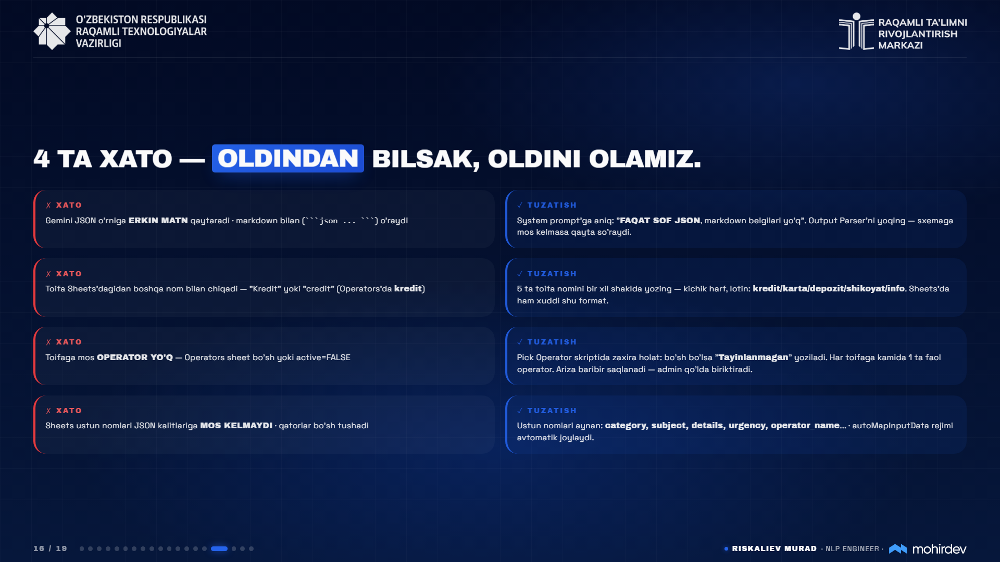 O'ZBEKISTON RESPUBLIKASI
RAQAMLI TEXNOLOGIYALAR
VAZIRLIGI
RAQAMLI TA'LIMNI
RIVOJLANTIRISH
MARKAZI
4 TA XATO — OLDINDAN BILSAK, OLDINI OLAMIZ.
✗ XATO
Gemini JSON o'rniga ERKIN MATN qaytaradi · markdown bilan (```json ... ```) o'raydi
✓ TUZATISH
System prompt'ga aniq: "FAQAT SOF JSON, markdown belgilari yo'q". Output Parser'ni yoqing — sxemaga
mos kelmasa qayta so'raydi.
✗ XATO
Toifa Sheets'dagidan boshqa nom bilan chiqadi — "Kredit" yoki "credit" (Operators'da kredit)
✓ TUZATISH
5 ta toifa nomini bir xil shaklda yozing — kichik harf, lotin: kredit/karta/depozit/shikoyat/info. Sheets'da
ham xuddi shu format.
✗ XATO
Toifaga mos OPERATOR YO'Q — Operators sheet bo'sh yoki active=FALSE
✓ TUZATISH
Pick Operator skriptida zaxira holat: bo'sh bo'lsa "Tayinlanmagan" yoziladi. Har toifaga kamida 1 ta faol
operator. Ariza baribir saqlanadi — admin qo'lda biriktiradi.
✗ XATO
Sheets ustun nomlari JSON kalitlariga MOS KELMAYDI · qatorlar bo'sh tushadi
✓ TUZATISH
Ustun nomlari aynan: category, subject, details, urgency, operator_name... · autoMapInputData rejimi
avtomatik joylaydi.
16 / 19
RISKALIEV MURAD · NLP ENGINEER · mohirdev